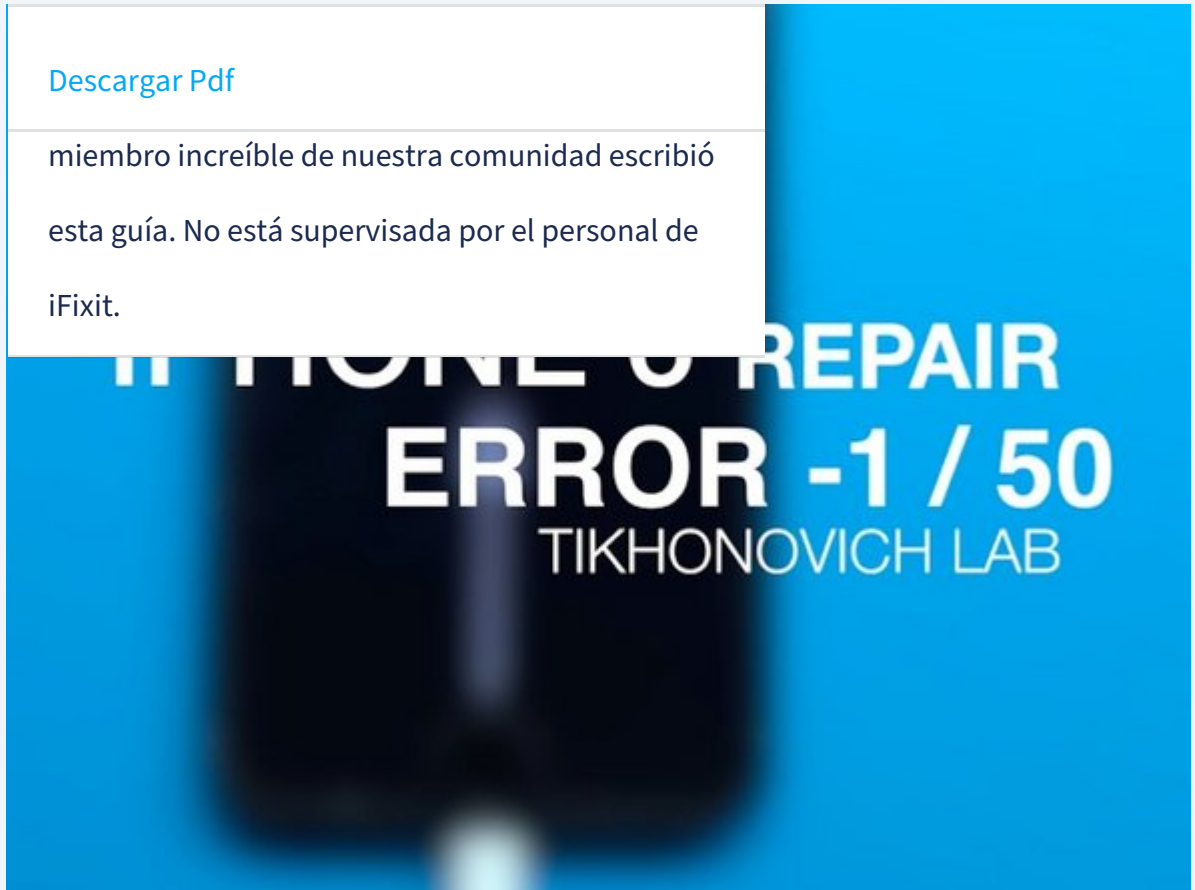 Descargar Pdf
miembro increíble de nuestra comunidad escribió
esta guía. No está supervisada por el personal de
iFixit.
REPAIR
ERROR -1 / 50
TIKHONOVICH LAB